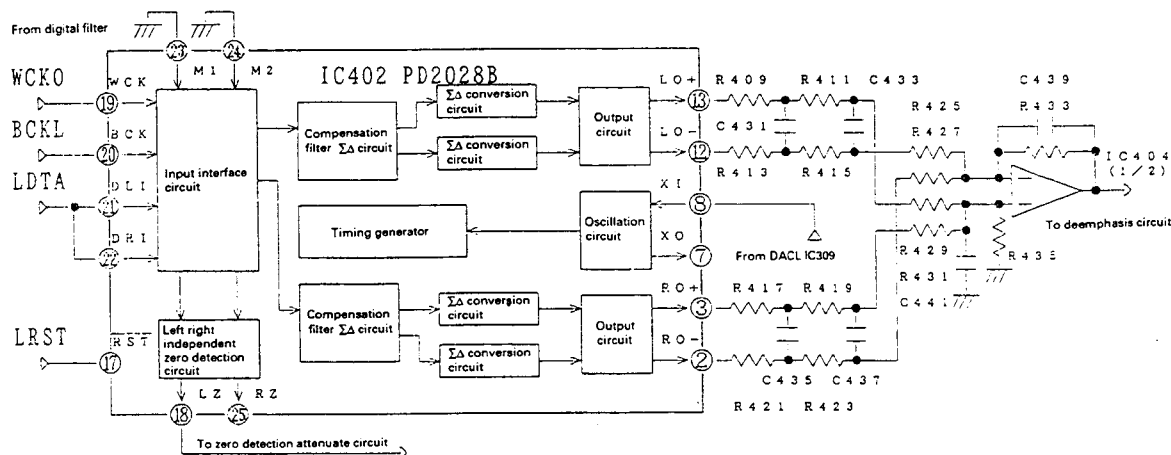 From digital filter
23
24
M1
M2
IC402 PD2028B
WCKO
WCK
19
BCKL
BCK
20
LDTA
DLI
21
DRI
22
LRST
RST
17
Input interface
circuit
Compensation
filter ΣΔ circuit
ΣΔ conversion
circuit
ΣΔ conversion
circuit
Output
circuit
Timing generator
Oscillation
circuit
Compensation
filter ΣΔ circuit
ΣΔ conversion
circuit
ΣΔ conversion
circuit
Output
circuit
Left right
independent
zero detection
circuit
LZ
RZ
18
25
To zero detection attenuate circuit
LO+
13
LO-
12
XI
8
XO
7
RO+
3
RO-
2
R409
R411
C433
C431
R413
R415
From DACL IC309
R417
R419
C435
C437
R421
R423
R425
R427
R429
R431
C441
C439
R433
R435
IC404
(1/2)
To deemphasis circuit